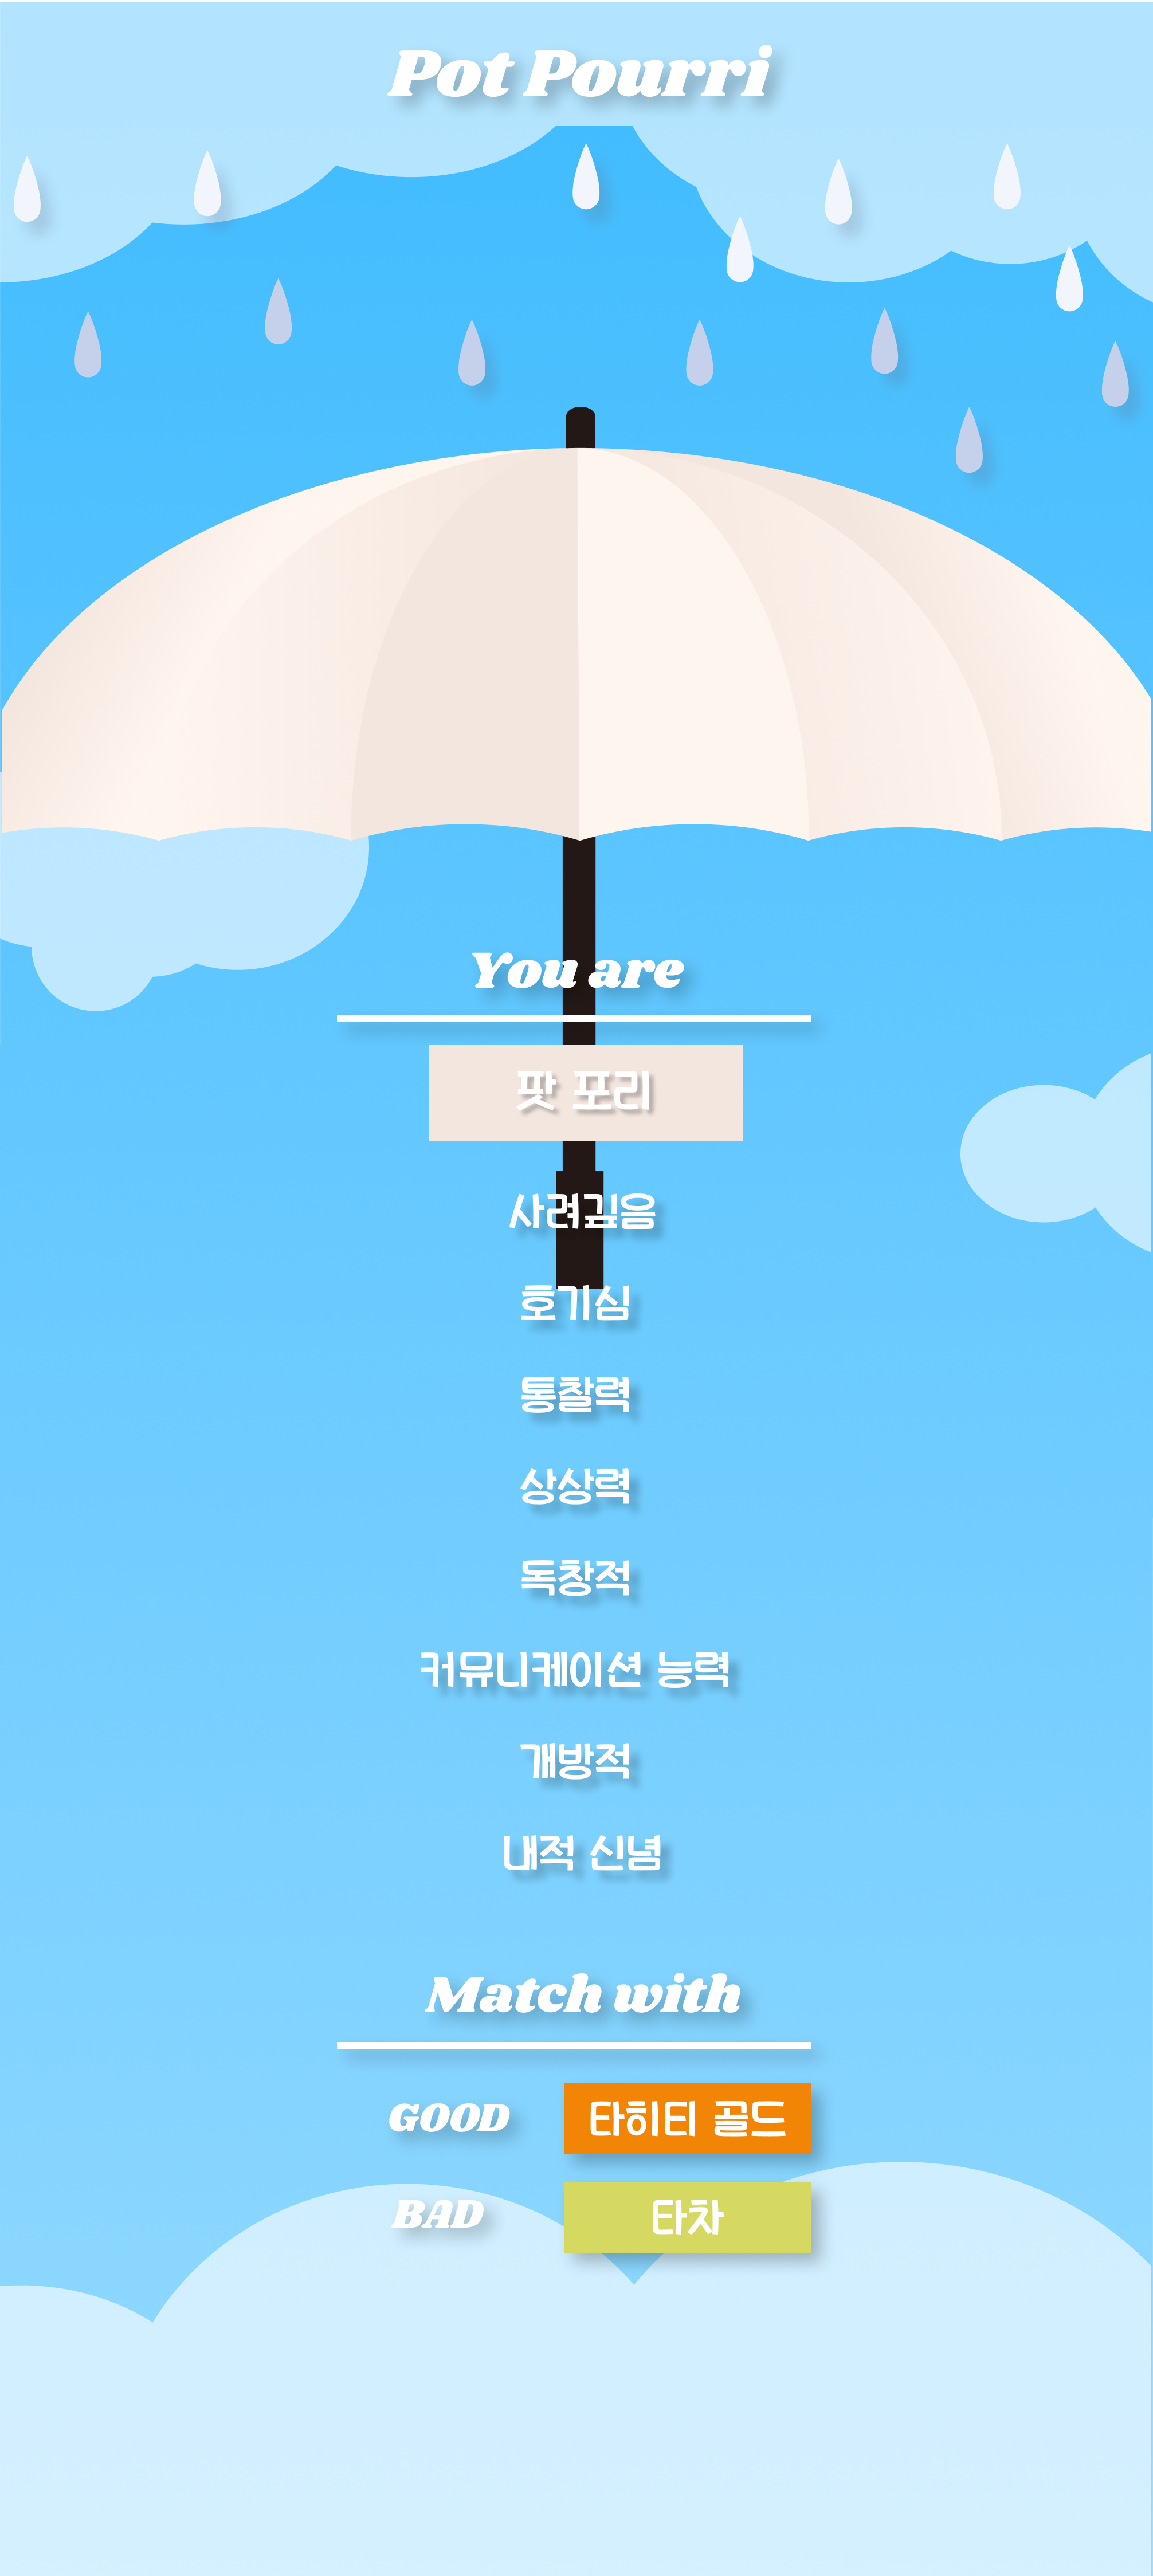 Pot Pourri
You are
팟 포리
사려깊음
호기심
통찰력
상상력
독창적
커뮤니케이션 능력
개방적
내적 신념
Match with
GOOD 타히티 골드
BAD 타차